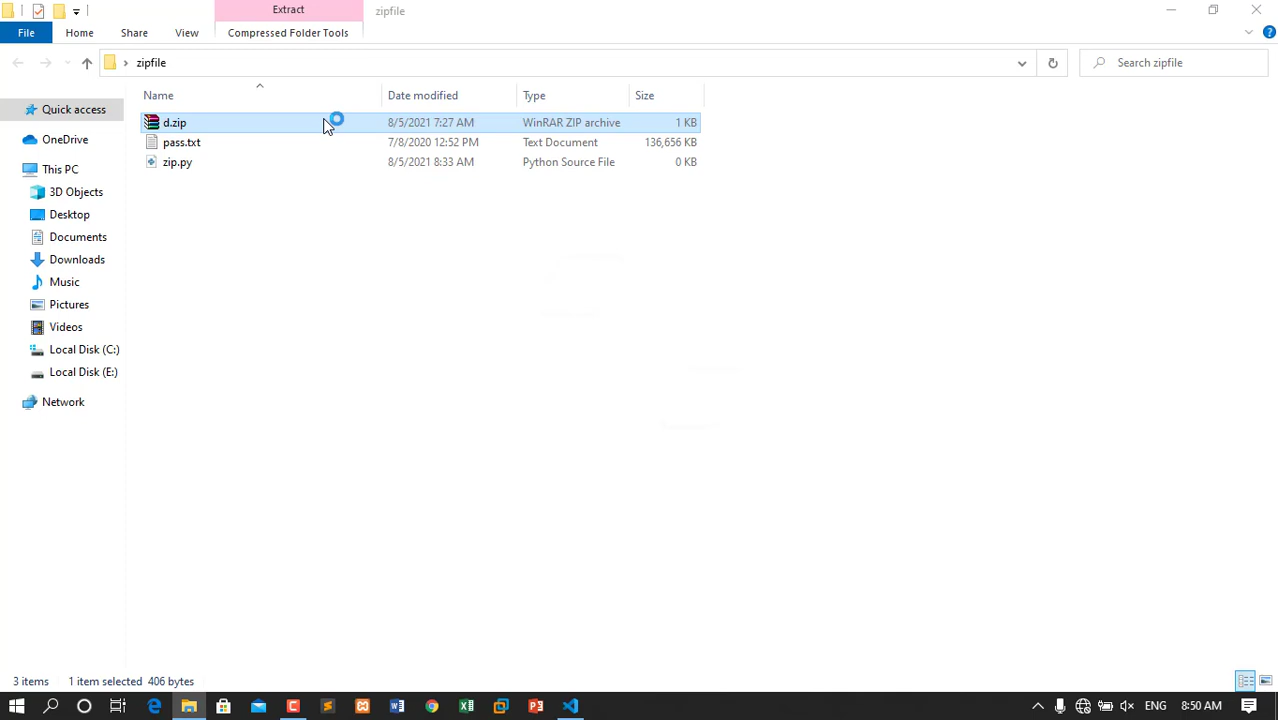 Extract
zipfile
File
Home
Share
View
Compressed Folder Tools
zipfile
Search zipfile
Name
Date modified
Type
Size
Quick access
d.zip
8/5/2021 7:27 AM
WinRAR ZIP archive
1 KB
pass.txt
7/8/2020 12:52 PM
Text Document
136,656 KB
zip.py
8/5/2021 8:33 AM
Python Source File
0 KB
OneDrive
This PC
3D Objects
Desktop
Documents
Downloads
Music
Pictures
Videos
Local Disk (C:)
Local Disk (E:)
Network
3 items
1 item selected 406 bytes
ENG
8:50 AM